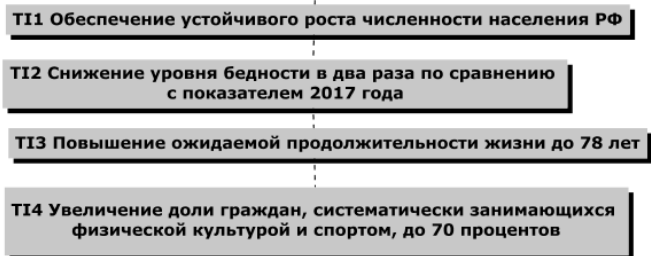 TI1 Обеспечение устойчивого роста численности населения РФ
TI2 Снижение уровня бедности в два раза по сравнению
с показателем 2017 года
TI3 Повышение ожидаемой продолжительности жизни до 78 лет
TI4 Увеличение доли граждан, систематически занимающихся
физической культурой и спортом, до 70 процентов